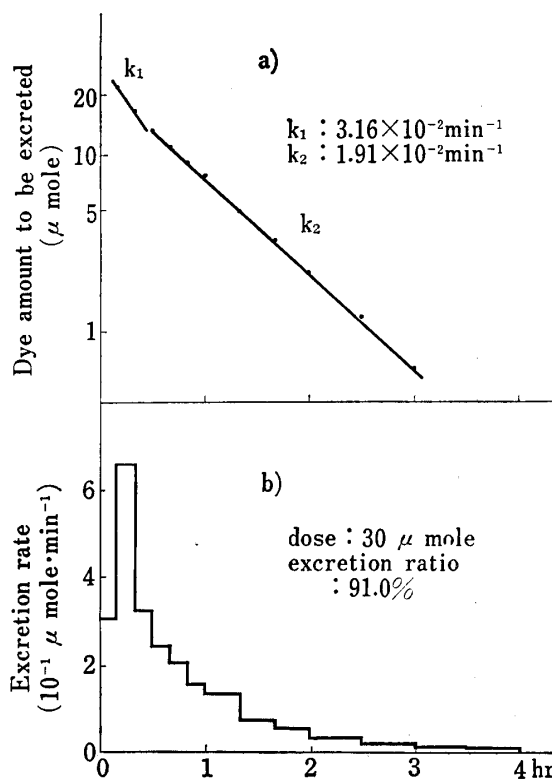 a)
k₁
k₁ : 3.16×10⁻²min⁻¹
k₂ : 1.91×10⁻²min⁻¹
k₂
20
10
5
1
Dye amount to be excreted
(μ mole)
b)
dose : 30 μ mole
excretion ratio
: 91.0%
6
4
2
0
Excretion rate
(10⁻¹ μ mole·min⁻¹)
0 1 2 3 4 hr